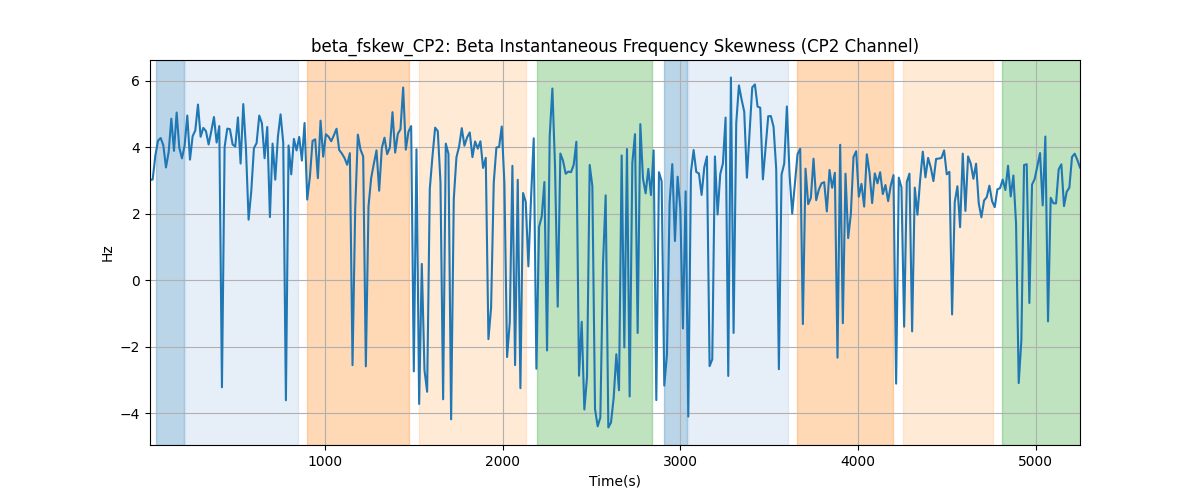 beta_fskew_CP2: Beta Instantaneous Frequency Skewness (CP2 Channel)
6
4
2
0
−2
−4
Hz
1000 2000 3000 4000 5000
Time(s)